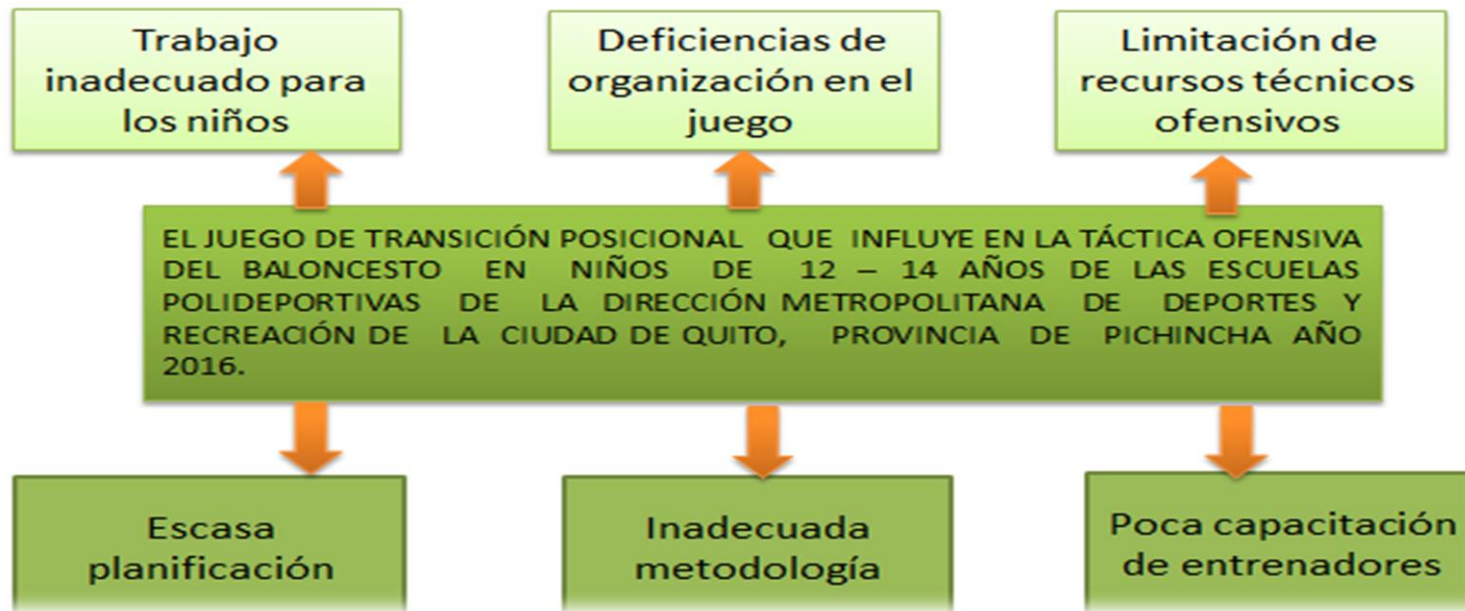 Trabajo
inadecuado para
los niños
Deficiencias de
organización en el
juego
Limitación de
recursos técnicos
ofensivos
EL JUEGO DE TRANSICIÓN POSICIONAL QUE INFLUYE EN LA TÁCTICA OFENSIVA
DEL BALONCESTO EN NIÑOS DE 12 – 14 AÑOS DE LAS ESCUELAS
POLIDEPORTIVAS DE LA DIRECCIÓN METROPOLITANA DE DEPORTES Y
RECREACIÓN DE LA CIUDAD DE QUITO, PROVINCIA DE PICHINCHA AÑO
2016.
Escasa
planificación
Inadecuada
metodología
Poca capacitación
de entrenadores